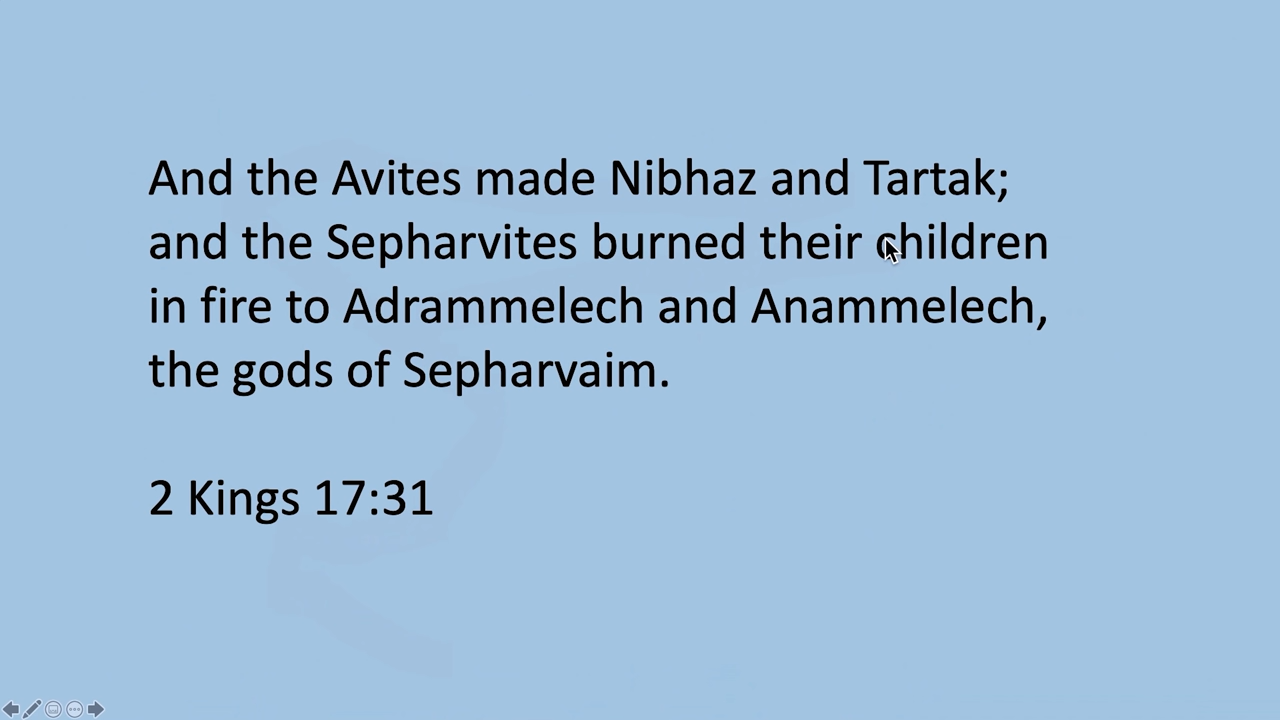 And the Avites made Nibhaz and Tartak;
and the Sepharvites burned their children
in fire to Adrammelech and Anammelech,
the gods of Sepharvaim.
2 Kings 17:31